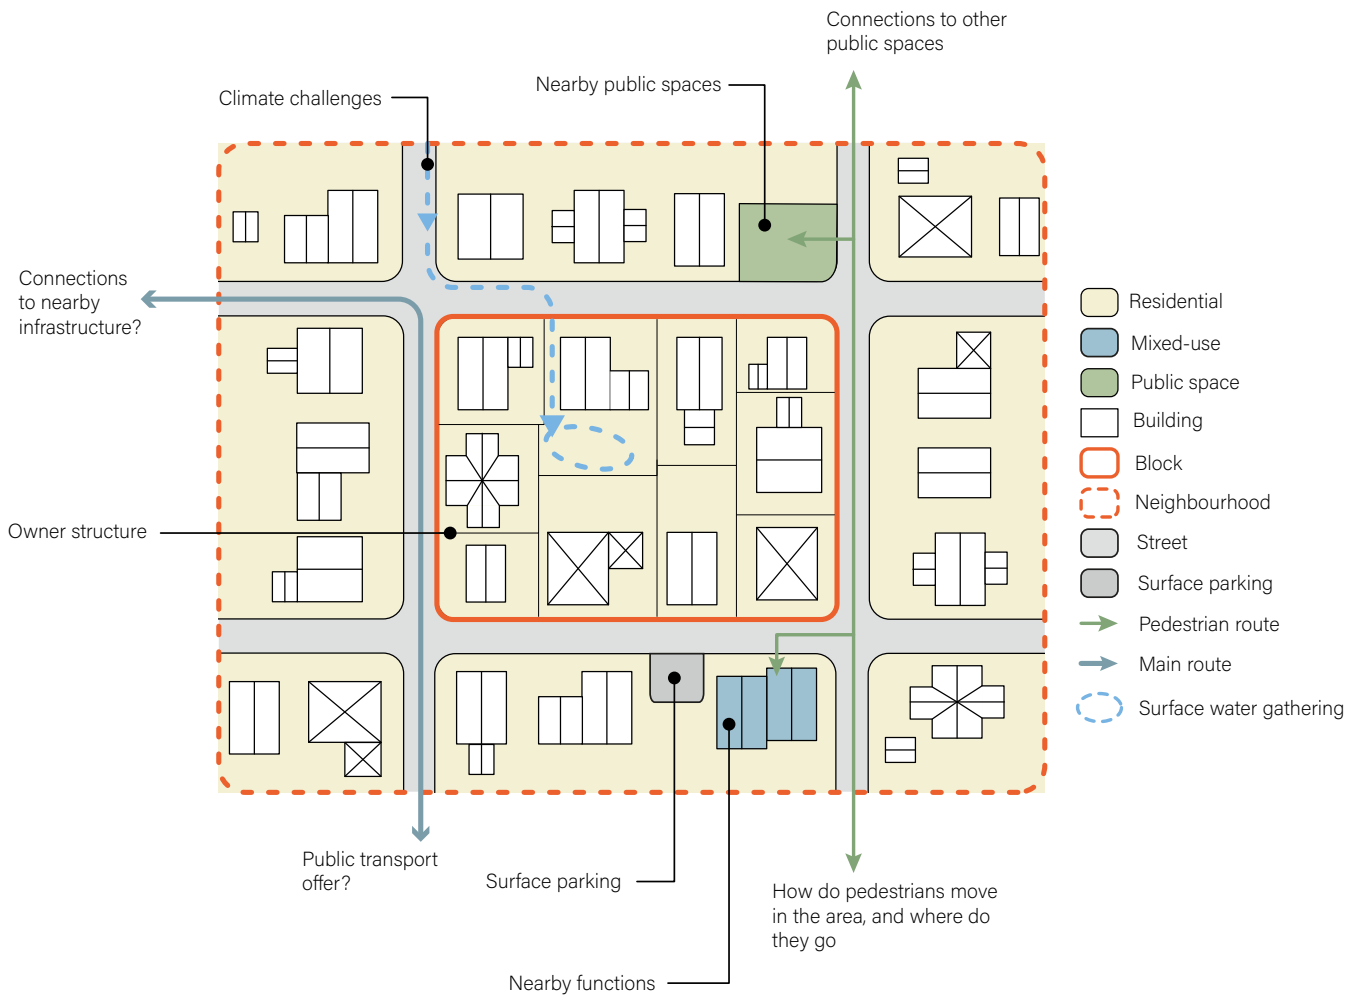 Connections to other
public spaces
Nearby public spaces
Climate challenges
Connections
to nearby
infrastructure?
Owner structure
Public transport
offer?
Surface parking
How do pedestrians move
in the area, and where do
they go
Nearby functions
Residential
Mixed-use
Public space
Building
Block
Neighbourhood
Street
Surface parking
Pedestrian route
Main route
Surface water gathering